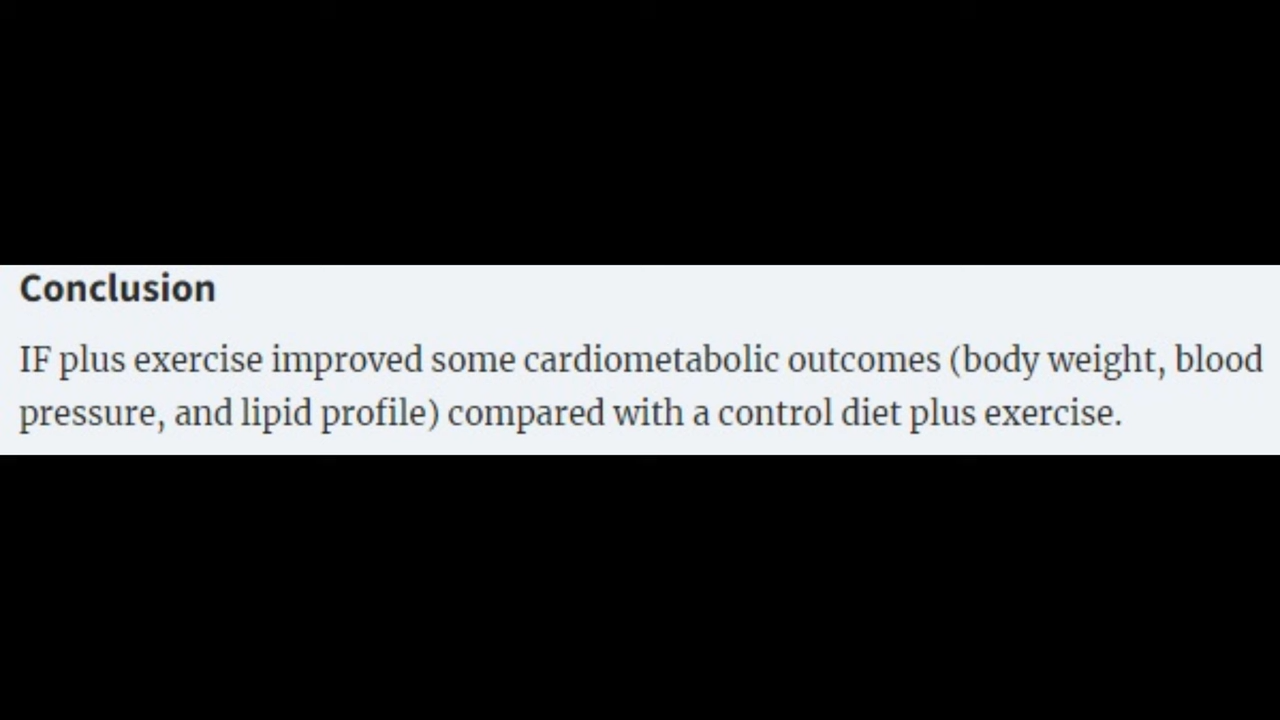 Conclusion
IF plus exercise improved some cardiometabolic outcomes (body weight, blood
pressure, and lipid profile) compared with a control diet plus exercise.